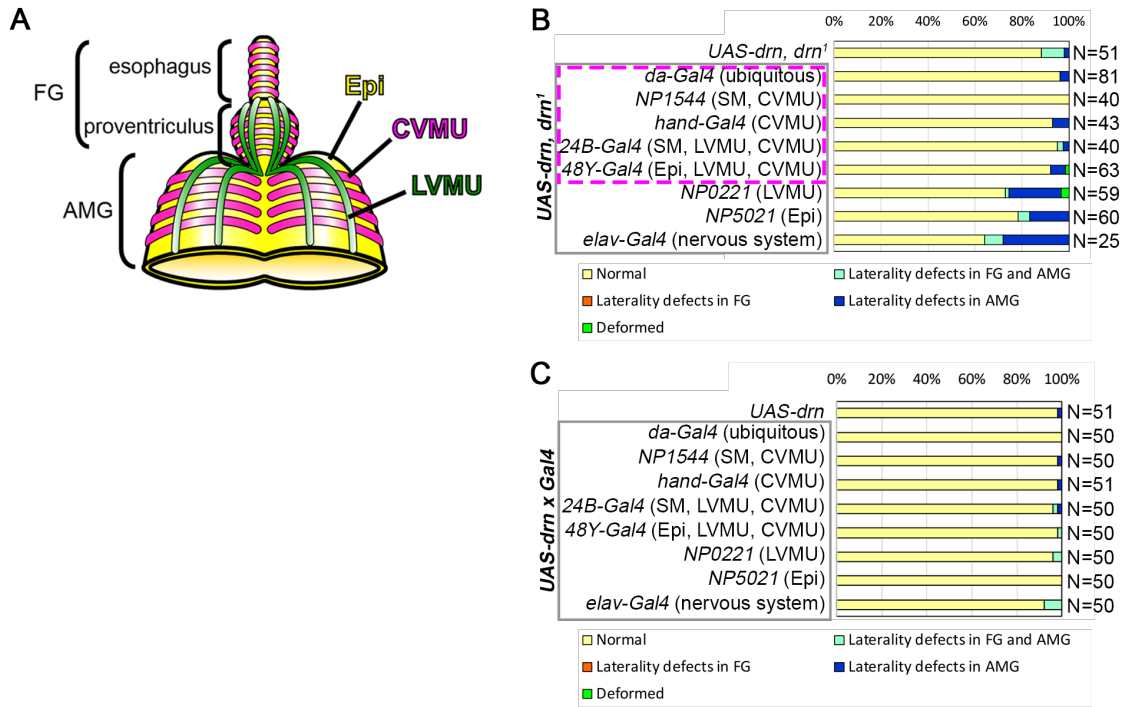 A
FG
esophagus
proventriculus
AMG
Epi
CVMU
LVMU
B
0% 20% 40% 60% 80% 100%
UAS-drn, drn¹ N=51
UAS-drn, drn¹
da-Gal4 (ubiquitous) N=81
NP1544 (SM, CVMU) N=40
hand-Gal4 (CVMU) N=43
24B-Gal4 (SM, LVMU, CVMU) N=40
48Y-Gal4 (Epi, LVMU, CVMU) N=63
NP0221 (LVMU) N=59
NP5021 (Epi) N=60
elav-Gal4 (nervous system) N=25
Normal Laterality defects in FG and AMG
Laterality defects in FG Laterality defects in AMG
Deformed
C
0% 20% 40% 60% 80% 100%
UAS-drn N=51
UAS-drn x Gal4
da-Gal4 (ubiquitous) N=50
NP1544 (SM, CVMU) N=50
hand-Gal4 (CVMU) N=51
24B-Gal4 (SM, LVMU, CVMU) N=50
48Y-Gal4 (Epi, LVMU, CVMU) N=50
NP0221 (LVMU) N=50
NP5021 (Epi) N=50
elav-Gal4 (nervous system) N=50
Normal Laterality defects in FG and AMG
Laterality defects in FG Laterality defects in AMG
Deformed